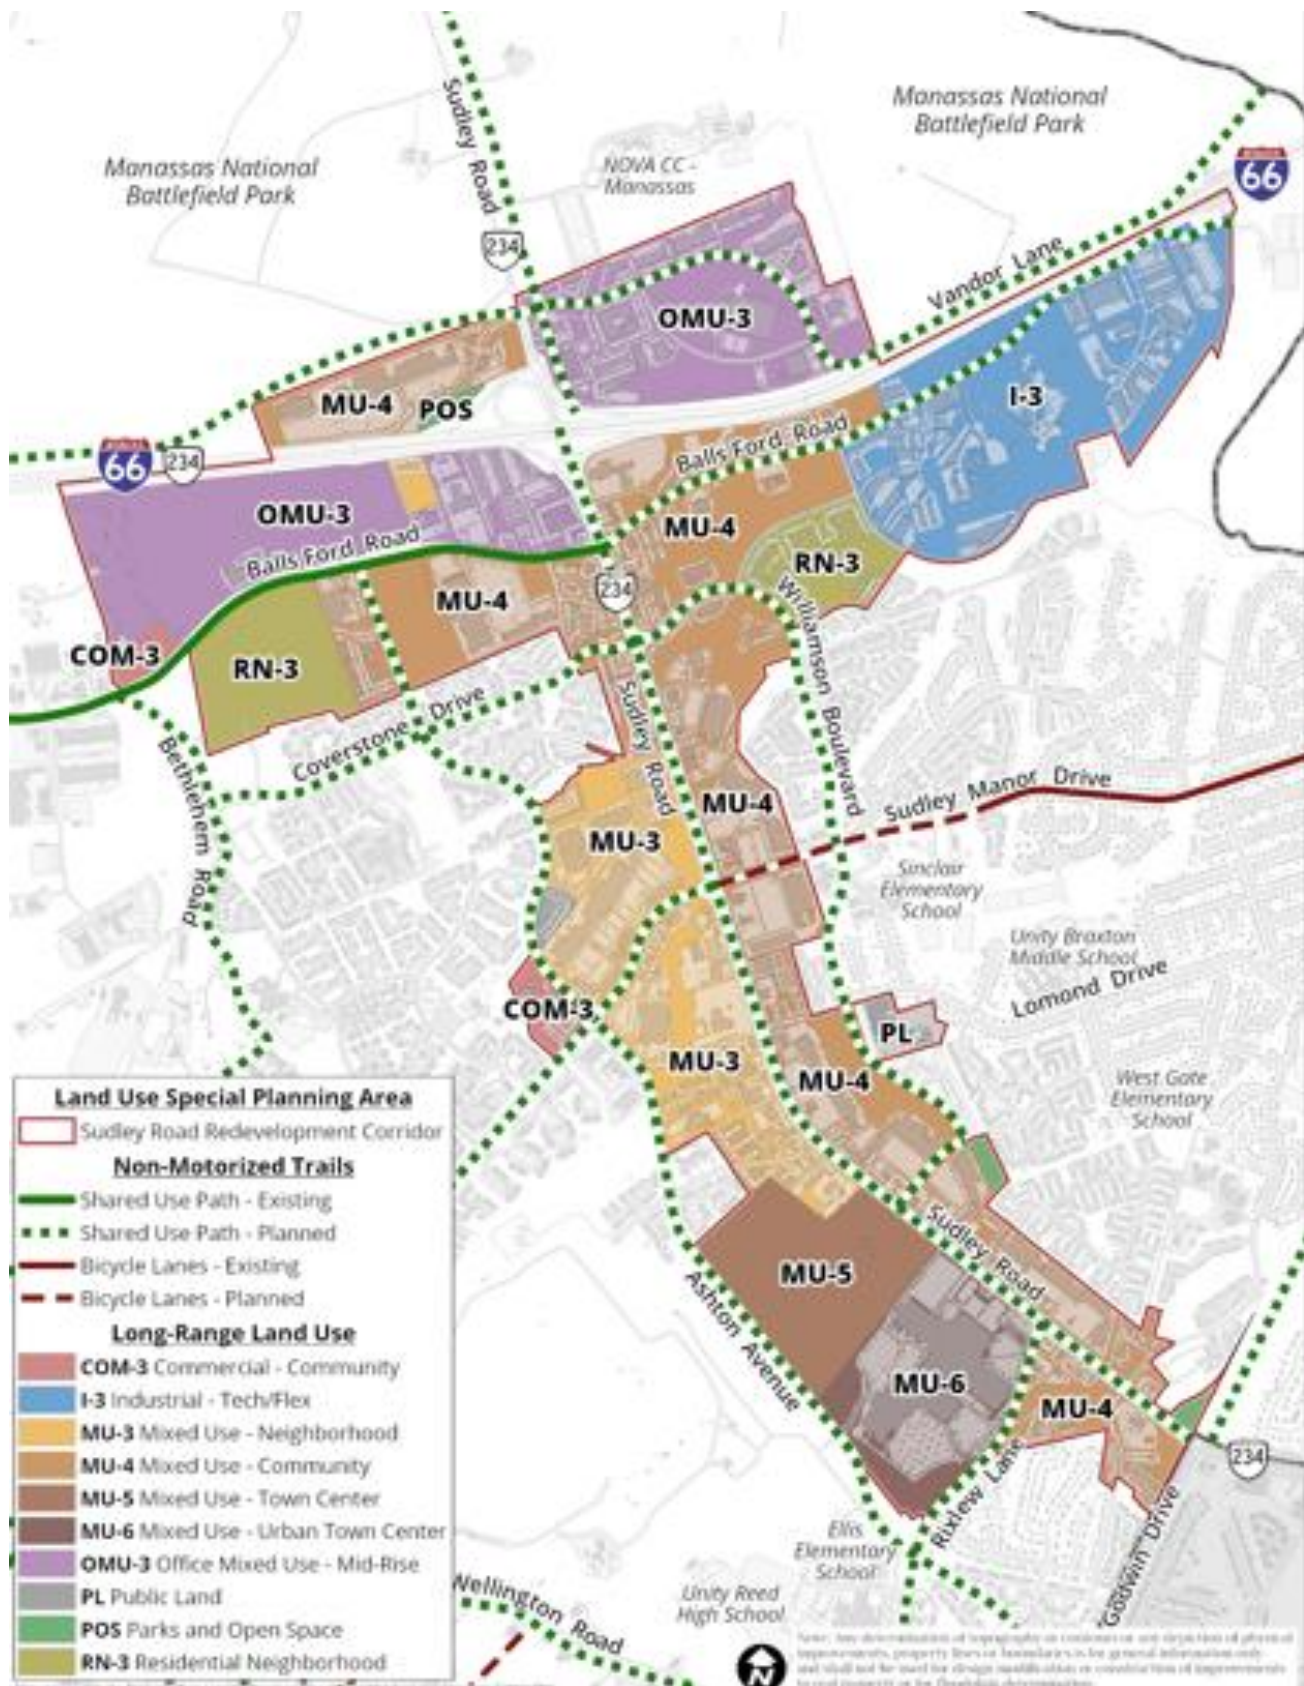 Manassas National
Battlefield Park
Manassas National
Battlefield Park
Sudley Road
NOVA CC -
Manassas
66
234
Vandor Lane
OMU-3
MU-4
POS
I-3
66
234
Balls Ford Road
OMU-3
MU-4
Balls Ford Road
RN-3
234
MU-4
COM-3
RN-3
Williamson Boulevard
Coverstone Drive
Sudley Road
Bethlehem Road
MU-4
Sudley Manor Drive
MU-3
Sinclair
Elementary
School
Unity Braxton
Middle School
Lomond Drive
COM-3
PL
MU-3
MU-4
West Gate
Elementary
School
Sudley Road
MU-5
Ashton Avenue
MU-6
MU-4
234
Rixlew Lane
Godwin Drive
Ellis
Elementary
School
Unity Reed
High School
Wellington Road
N
Land Use Special Planning Area
Sudley Road Redevelopment Corridor
Non-Motorized Trails
Shared Use Path - Existing
Shared Use Path - Planned
Bicycle Lanes - Existing
Bicycle Lanes - Planned
Long-Range Land Use
COM-3 Commercial - Community
I-3 Industrial - Tech/Flex
MU-3 Mixed Use - Neighborhood
MU-4 Mixed Use - Community
MU-5 Mixed Use - Town Center
MU-6 Mixed Use - Urban Town Center
OMU-3 Office Mixed Use - Mid-Rise
PL Public Land
POS Parks and Open Space
RN-3 Residential Neighborhood